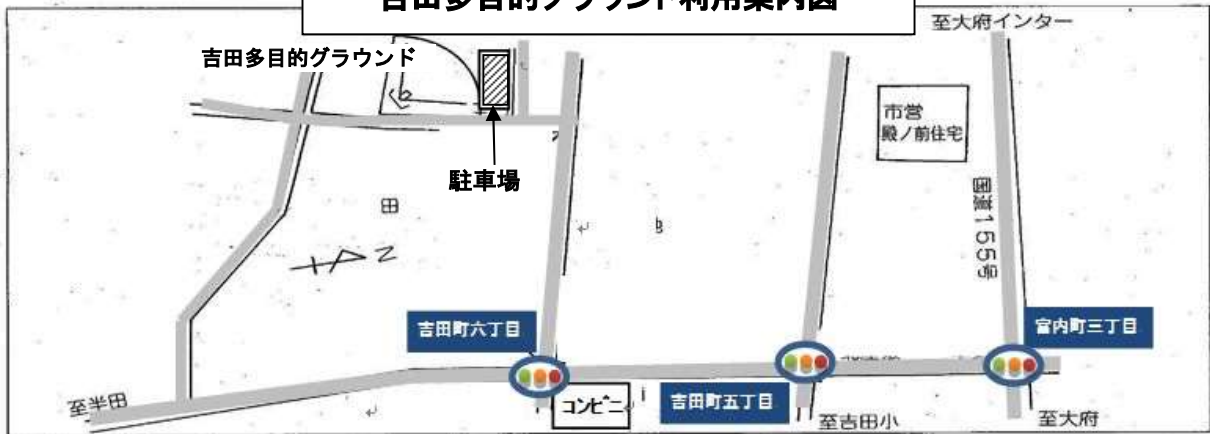 吉田多目的グラウンド利用案内図
至大府インター
吉田多目的グラウンド
市営
殿ノ前住宅
駐車場
田
国道155号
N
吉田町六丁目
宮内町三丁目
至半田
コンビニ
吉田町五丁目
至吉田小
至大府